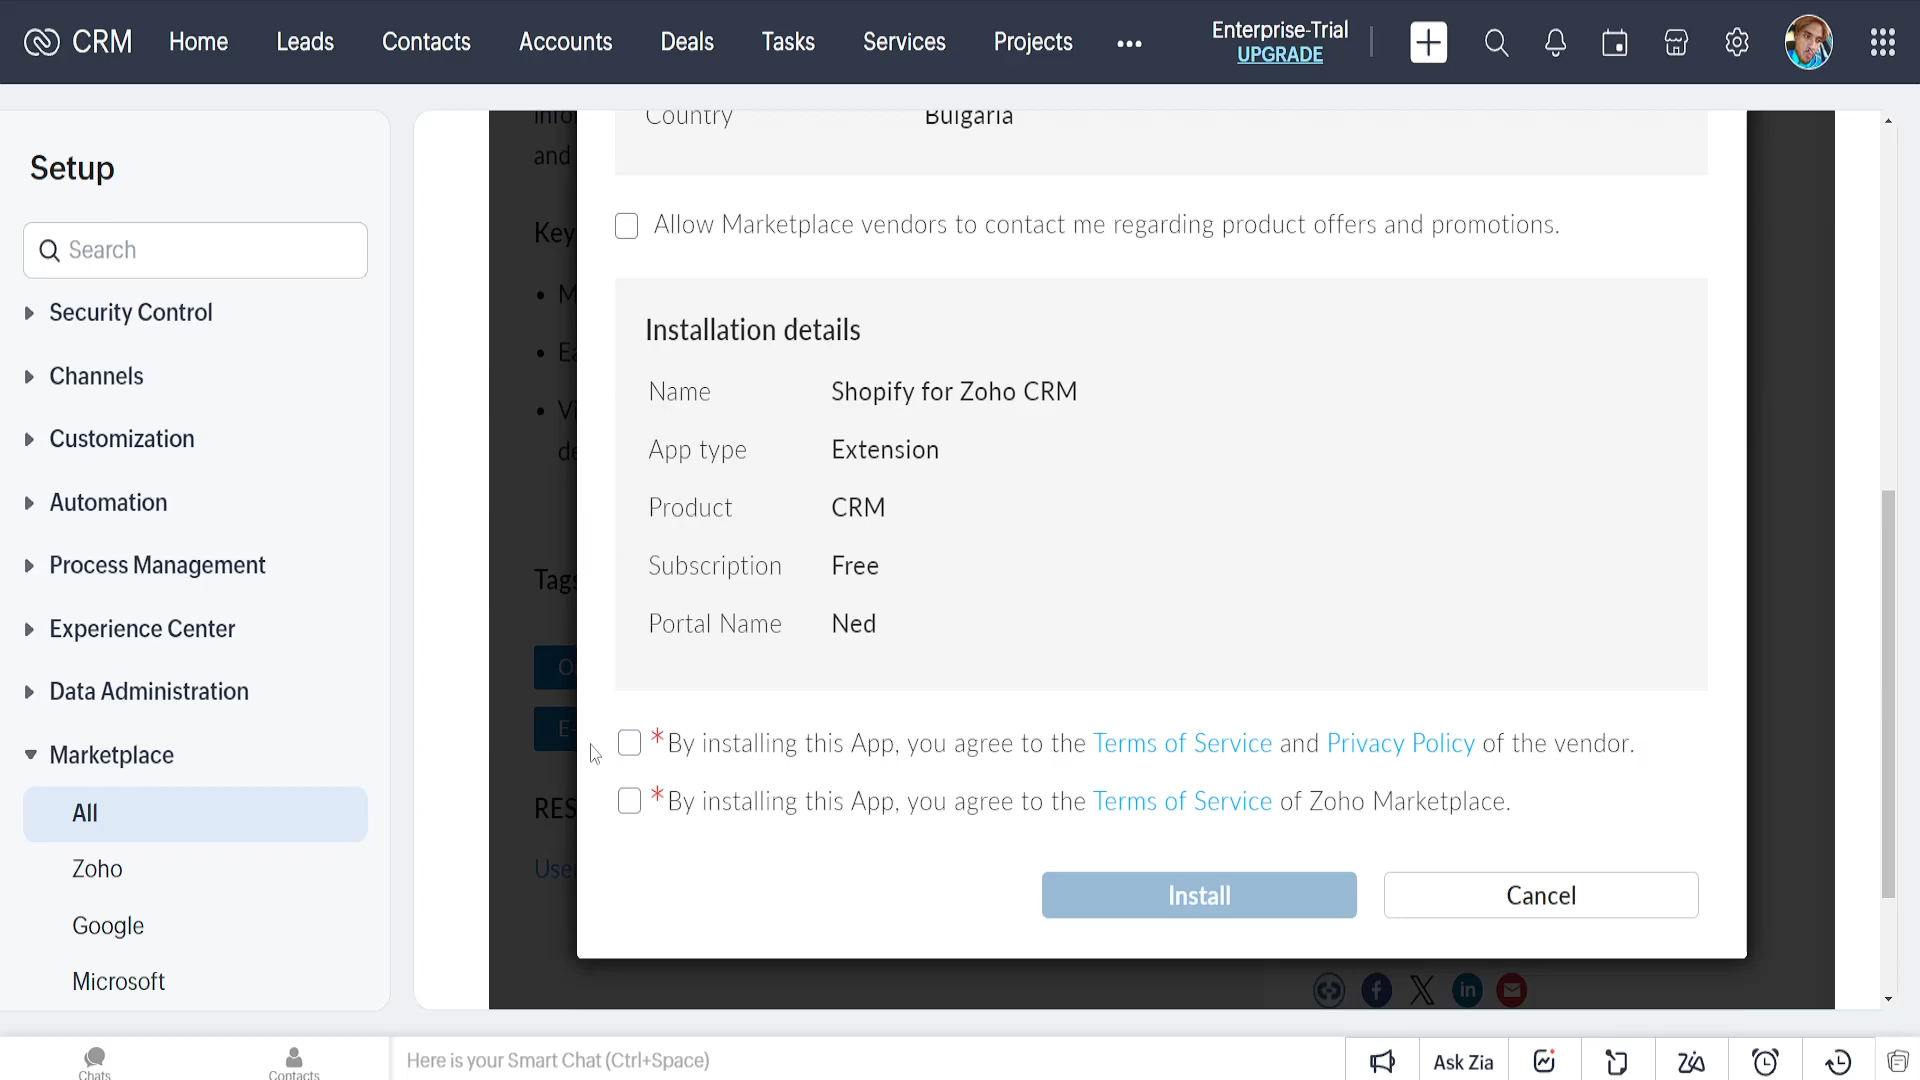 CRM
Home
Leads
Contacts
Accounts
Deals
Tasks
Services
Projects
Enterprise-Trial
UPGRADE
Setup
Search
Security Control
Channels
Customization
Automation
Process Management
Experience Center
Data Administration
Marketplace
All
Zoho
Google
Microsoft
and
Key
Tags
RES
User
Country Bulgaria
Allow Marketplace vendors to contact me regarding product offers and promotions.
Installation details
Name Shopify for Zoho CRM
App type Extension
Product CRM
Subscription Free
Portal Name Ned
*By installing this App, you agree to the Terms of Service and Privacy Policy of the vendor.
*By installing this App, you agree to the Terms of Service of Zoho Marketplace.
Install
Cancel
Chats
Contacts
Here is your Smart Chat (Ctrl+Space)
Ask Zia